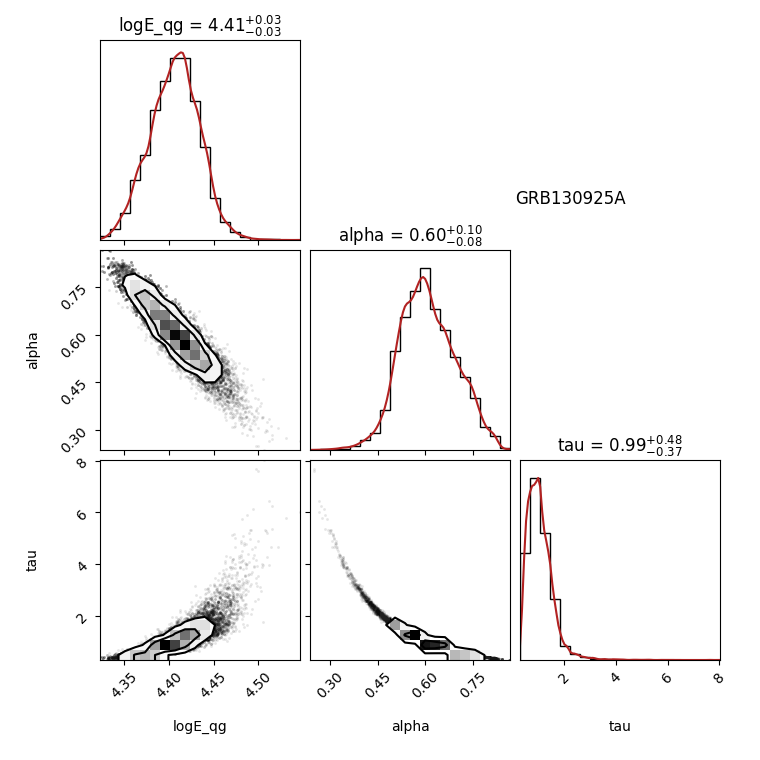 logE_qg = 4.41+0.03−0.03
GRB130925A
alpha = 0.60+0.10−0.08
0.75
0.60
0.45
0.30
alpha
tau = 0.99+0.48−0.37
8
6
4
2
tau
4.35 4.40 4.45 4.50
0.30 0.45 0.60 0.75
2 4 6 8
logE_qg alpha tau